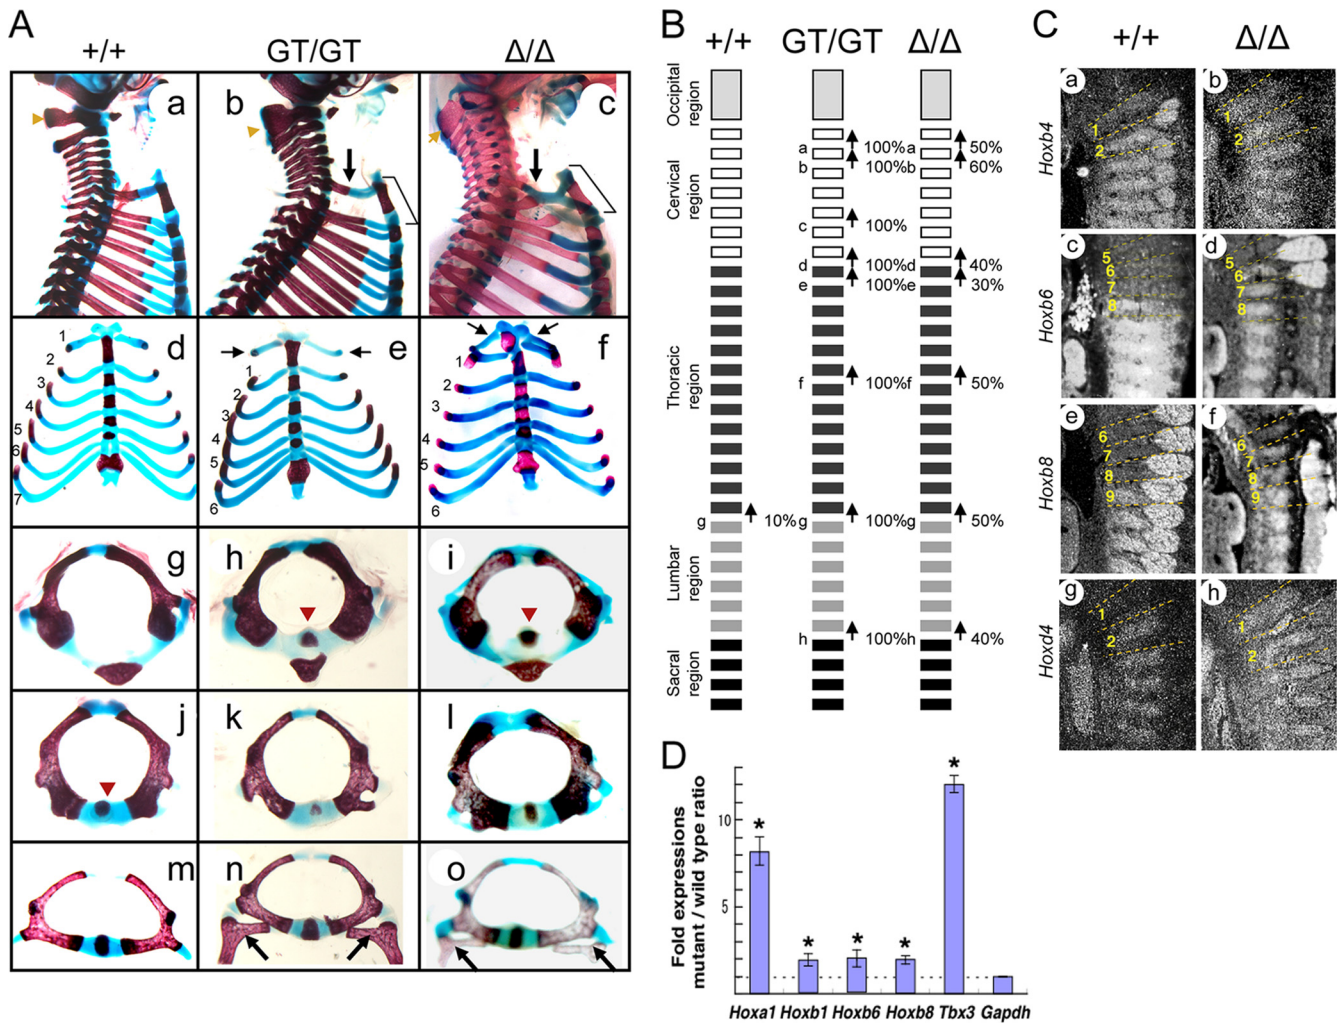 A
+/+
GT/GT
Δ/Δ
a
b
c
d
1
2
3
4
5
6
7
e
1
2
3
4
5
6
f
1
2
3
4
5
6
g
h
i
j
k
l
m
n
o
B
+/+
GT/GT
Δ/Δ
Occipital
region
Cervical
region
Thoracic
region
Lumbar
region
Sacral
region
g 10%
a 100%
b 100%
c 100%
d 100%
e 100%
f 100%
g 100%
h 100%
a 50%
b 60%
d 40%
e 30%
f 50%
g 50%
h 40%
C
+/+
Δ/Δ
Hoxb4
a
1
2
b
1
2
Hoxb6
c
5
6
7
8
d
5
6
7
8
Hoxb8
e
6
7
8
9
f
6
7
8
9
Hoxd4
g
1
2
h
1
2
D
Fold expressions
mutant / wild type ratio
10
5
* * * * *
Hoxa1 Hoxb1 Hoxb6 Hoxb8 Tbx3 Gapdh